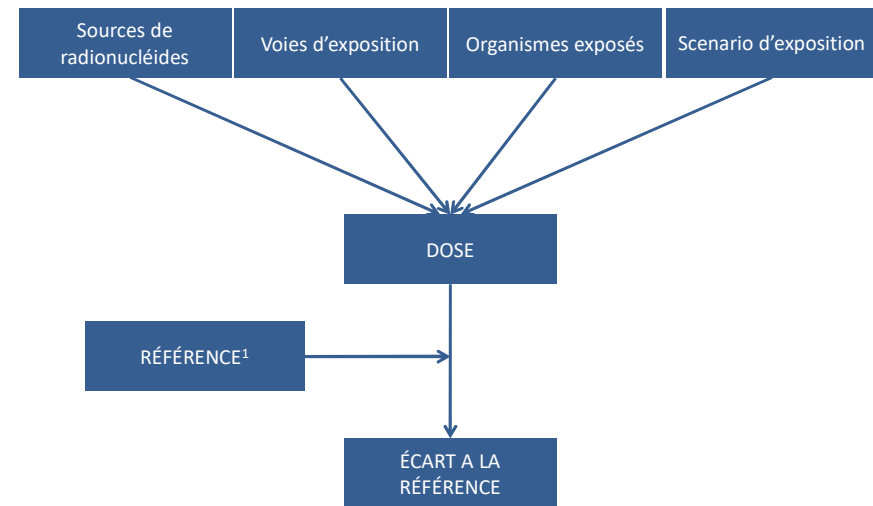 Sources de
radionucléides
Voies d’exposition
Organismes exposés
Scenario d’exposition
DOSE
RÉFÉRENCE¹
ÉCART A LA
RÉFÉRENCE